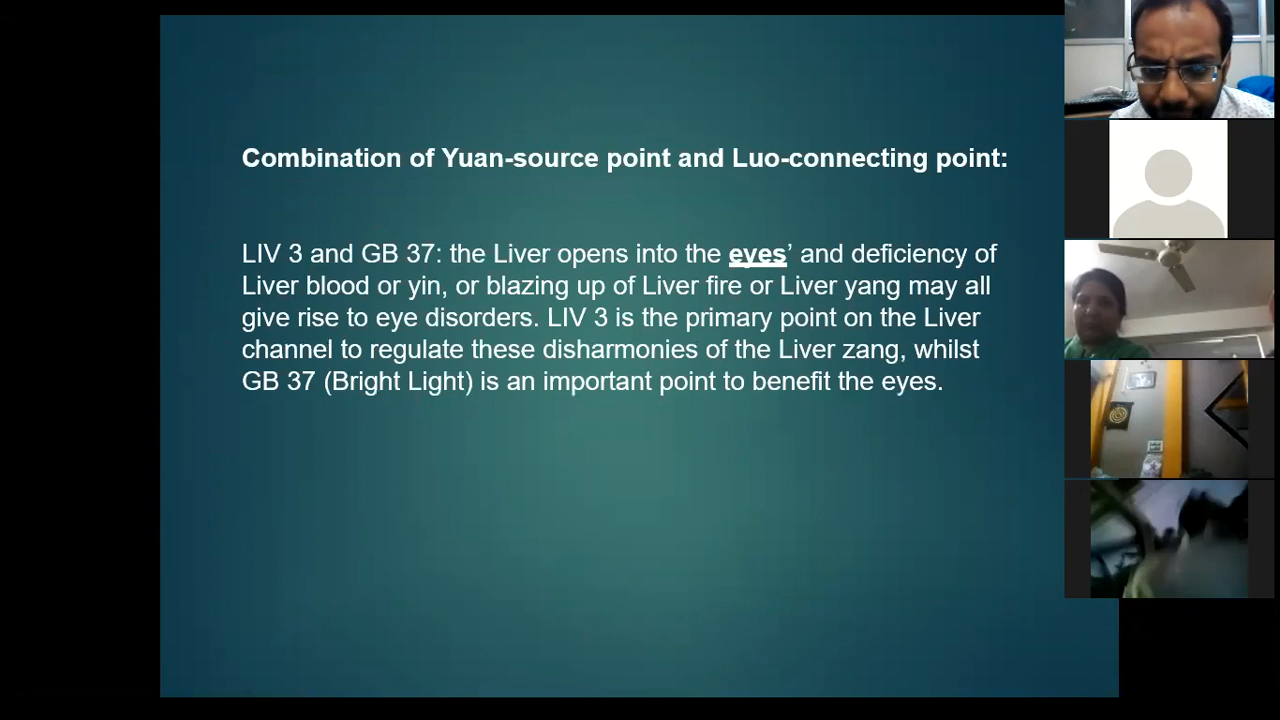 Combination of Yuan-source point and Luo-connecting point:
LIV 3 and GB 37: the Liver opens into the eyes’ and deficiency of
Liver blood or yin, or blazing up of Liver fire or Liver yang may all
give rise to eye disorders. LIV 3 is the primary point on the Liver
channel to regulate these disharmonies of the Liver zang, whilst
GB 37 (Bright Light) is an important point to benefit the eyes.